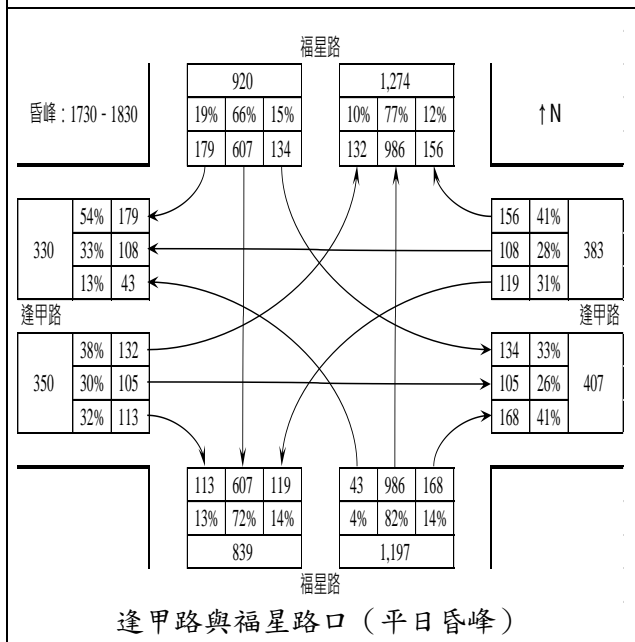 福星路
920 1,274
昏峰：1730 - 1830 19% 66% 15% 10% 77% 12% ↑N
179 607 134 132 986 156
54% 179 156 41%
330 33% 108 108 28% 383
13% 43 119 31%
逢甲路 逢甲路
38% 132 134 33%
350 30% 105 105 26% 407
32% 113 168 41%
113 607 119 43 986 168
13% 72% 14% 4% 82% 14%
839 1,197
福星路
逢甲路與福星路口（平日昏峰）